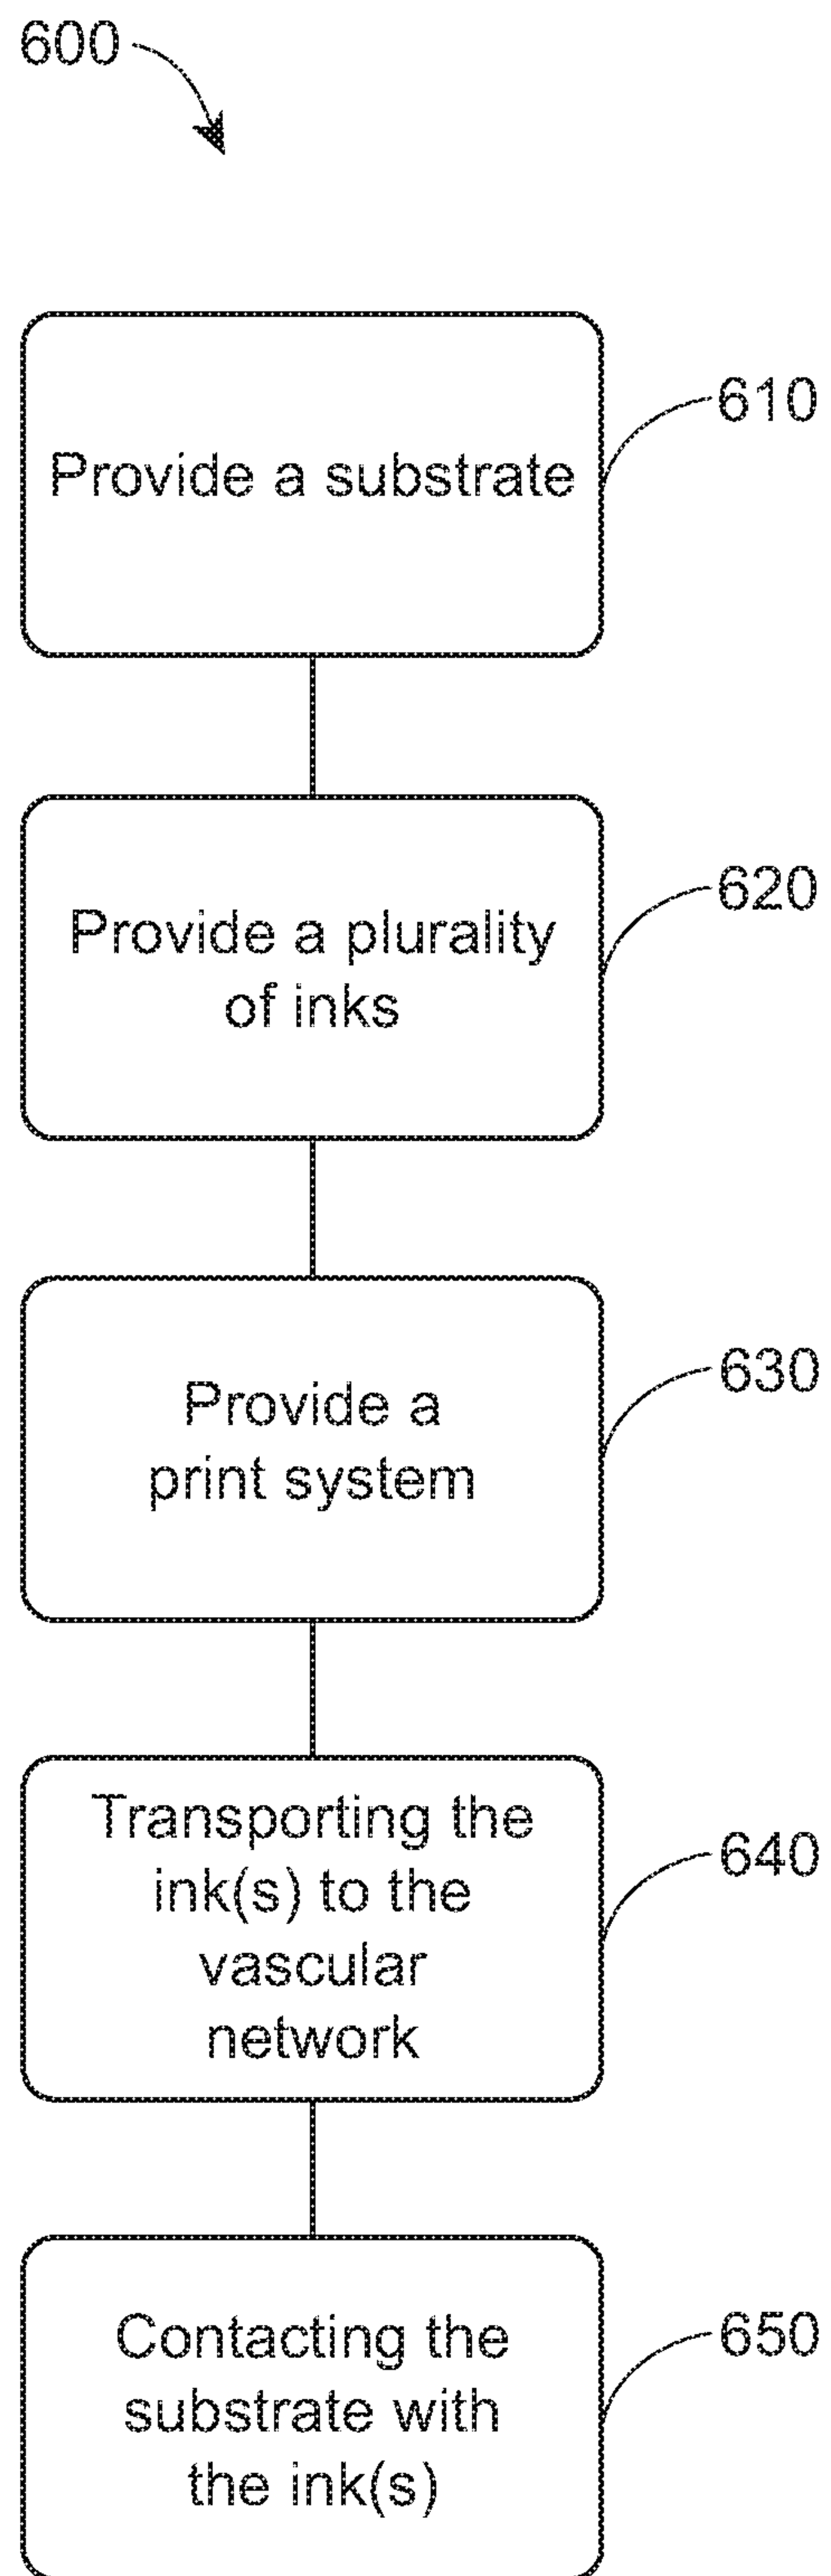 600
610
Provide a substrate
620
Provide a plurality
of inks
630
Provide a
print system
Transporting the
640
ink(s) to the
vascular
network
650
Contacting the
substrate with
the ink(s)